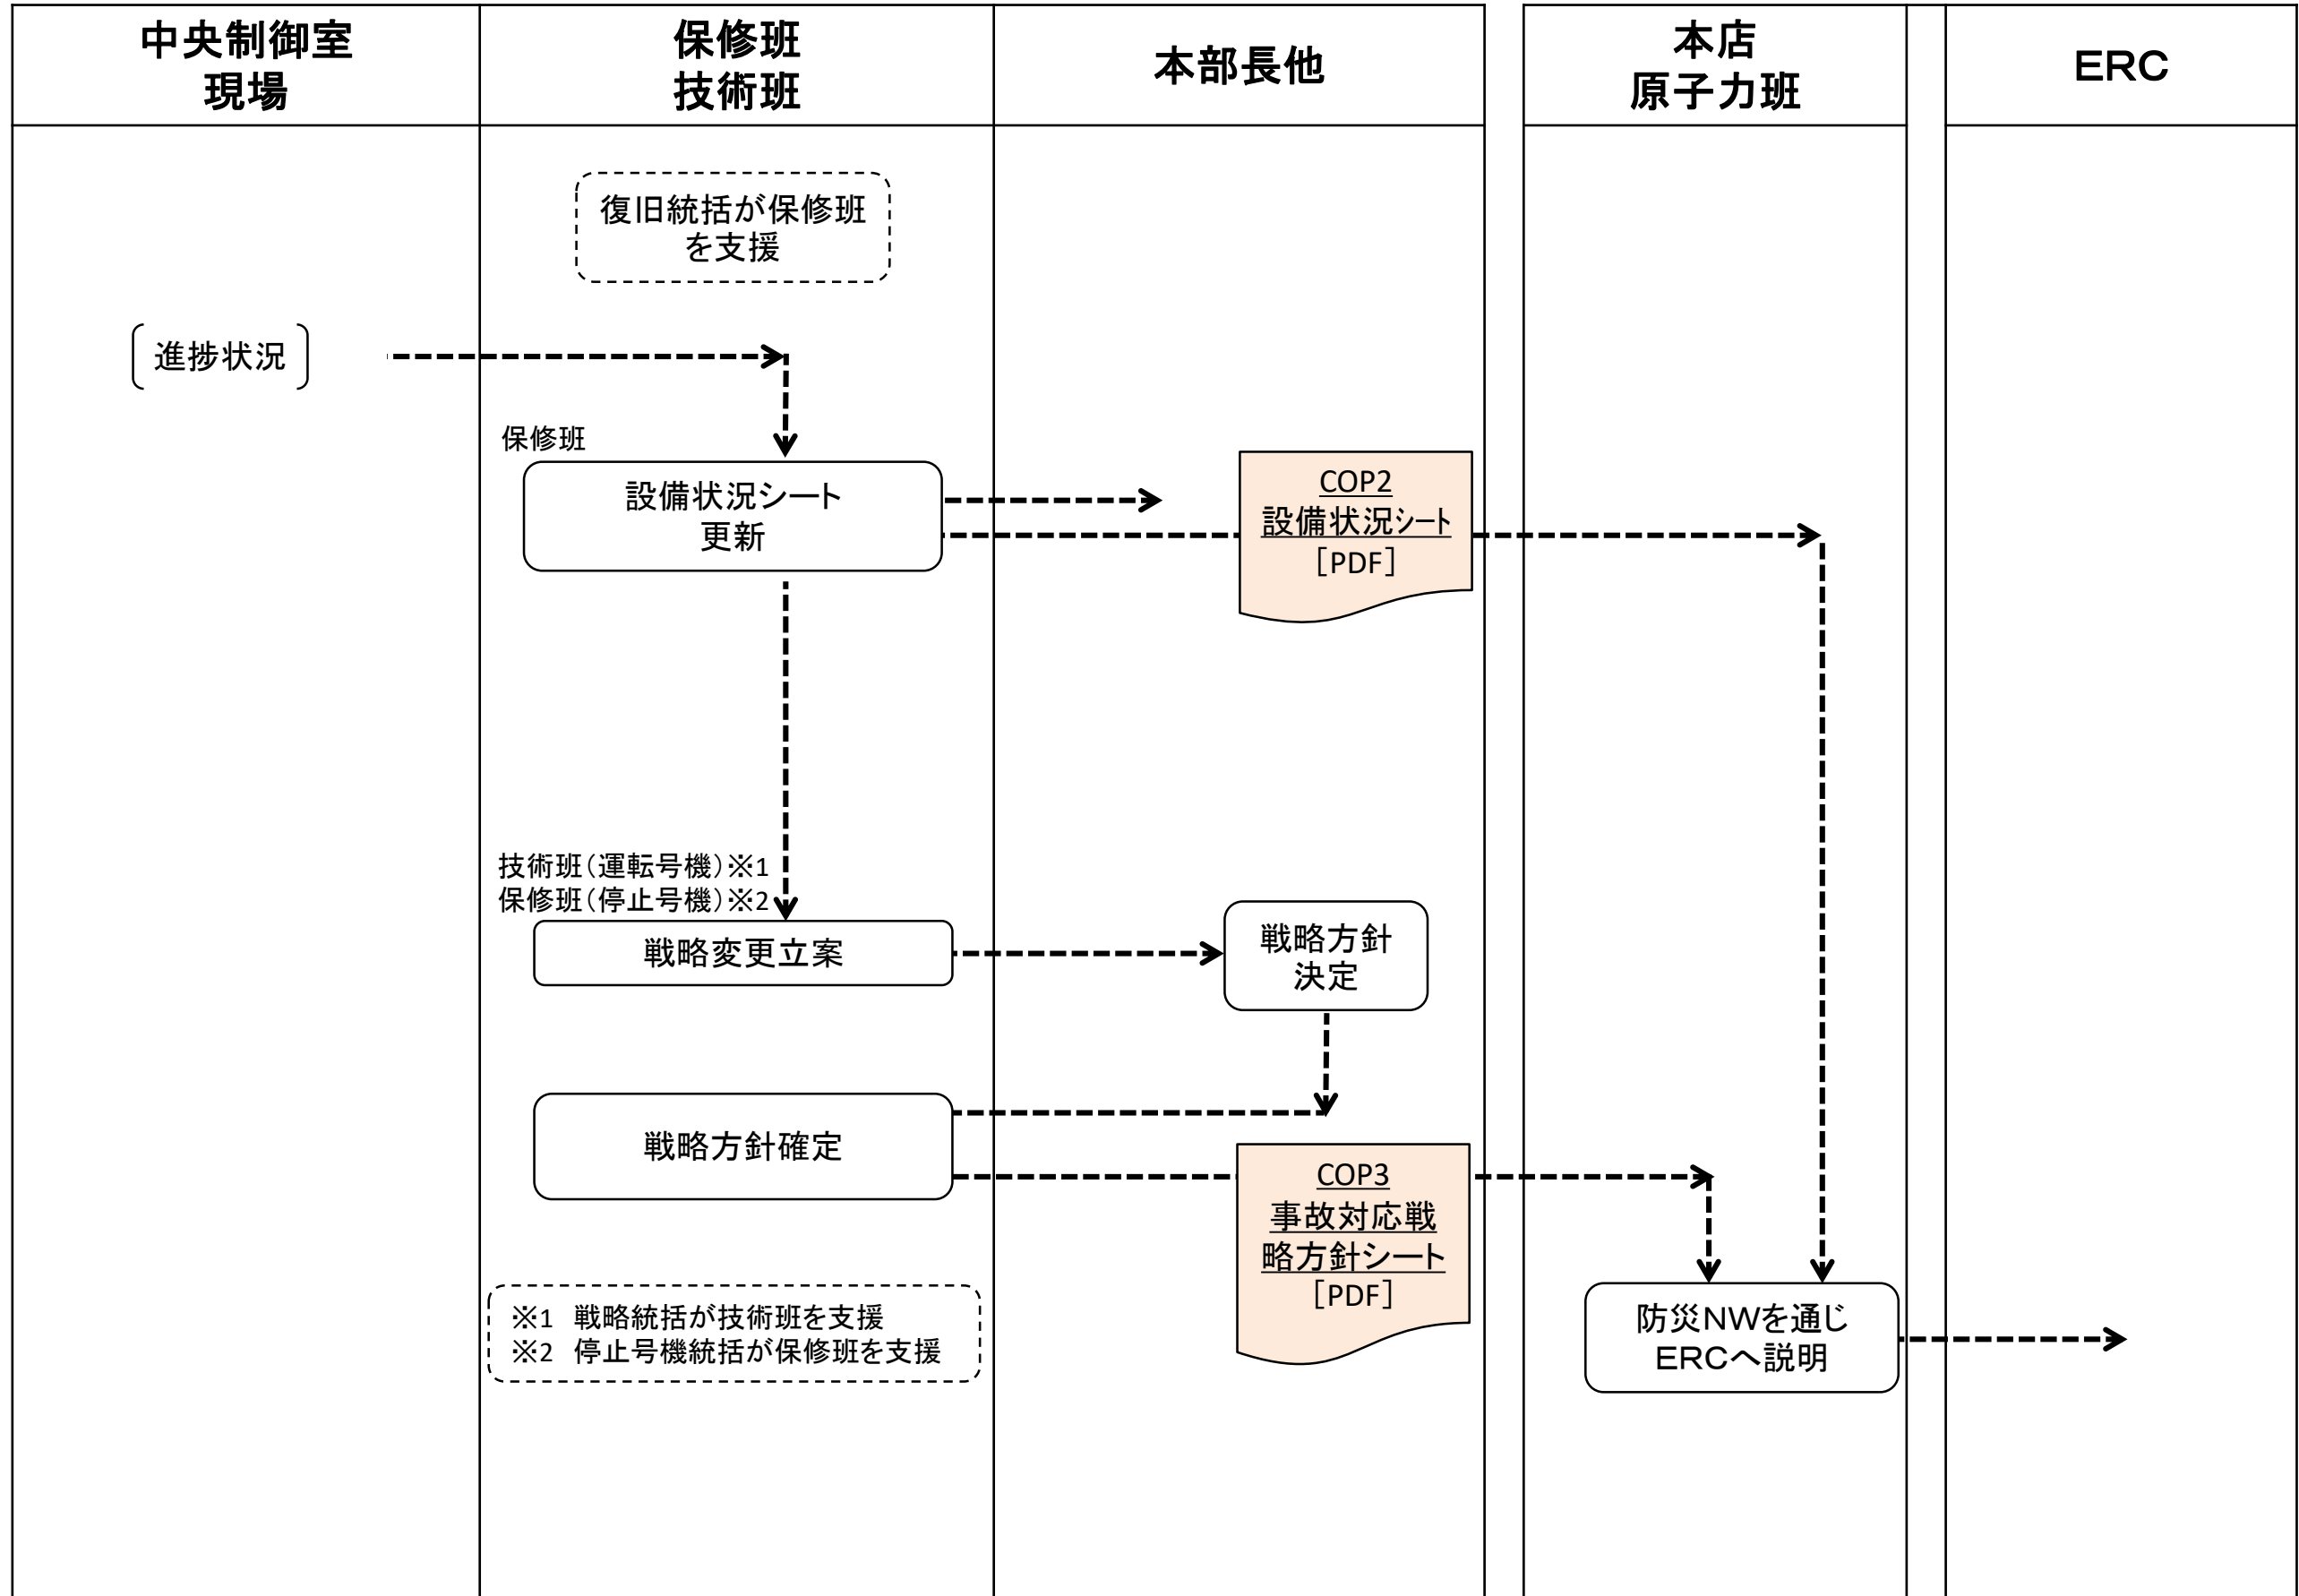 中央制御室
現場
保修班
技術班
本部長他
本店
原子力班
ERC
復旧統括が保修班
を支援
進捗状況
保修班
設備状況シート
更新
COP2
設備状況シート
［PDF］
技術班（運転号機）※1
保修班（停止号機）※2
戦略変更立案
戦略方針
決定
戦略方針確定
COP3
事故対応戦
略方針シート
［PDF］
※1　戦略統括が技術班を支援
※2　停止号機統括が保修班を支援
防災NWを通じ
ERCへ説明